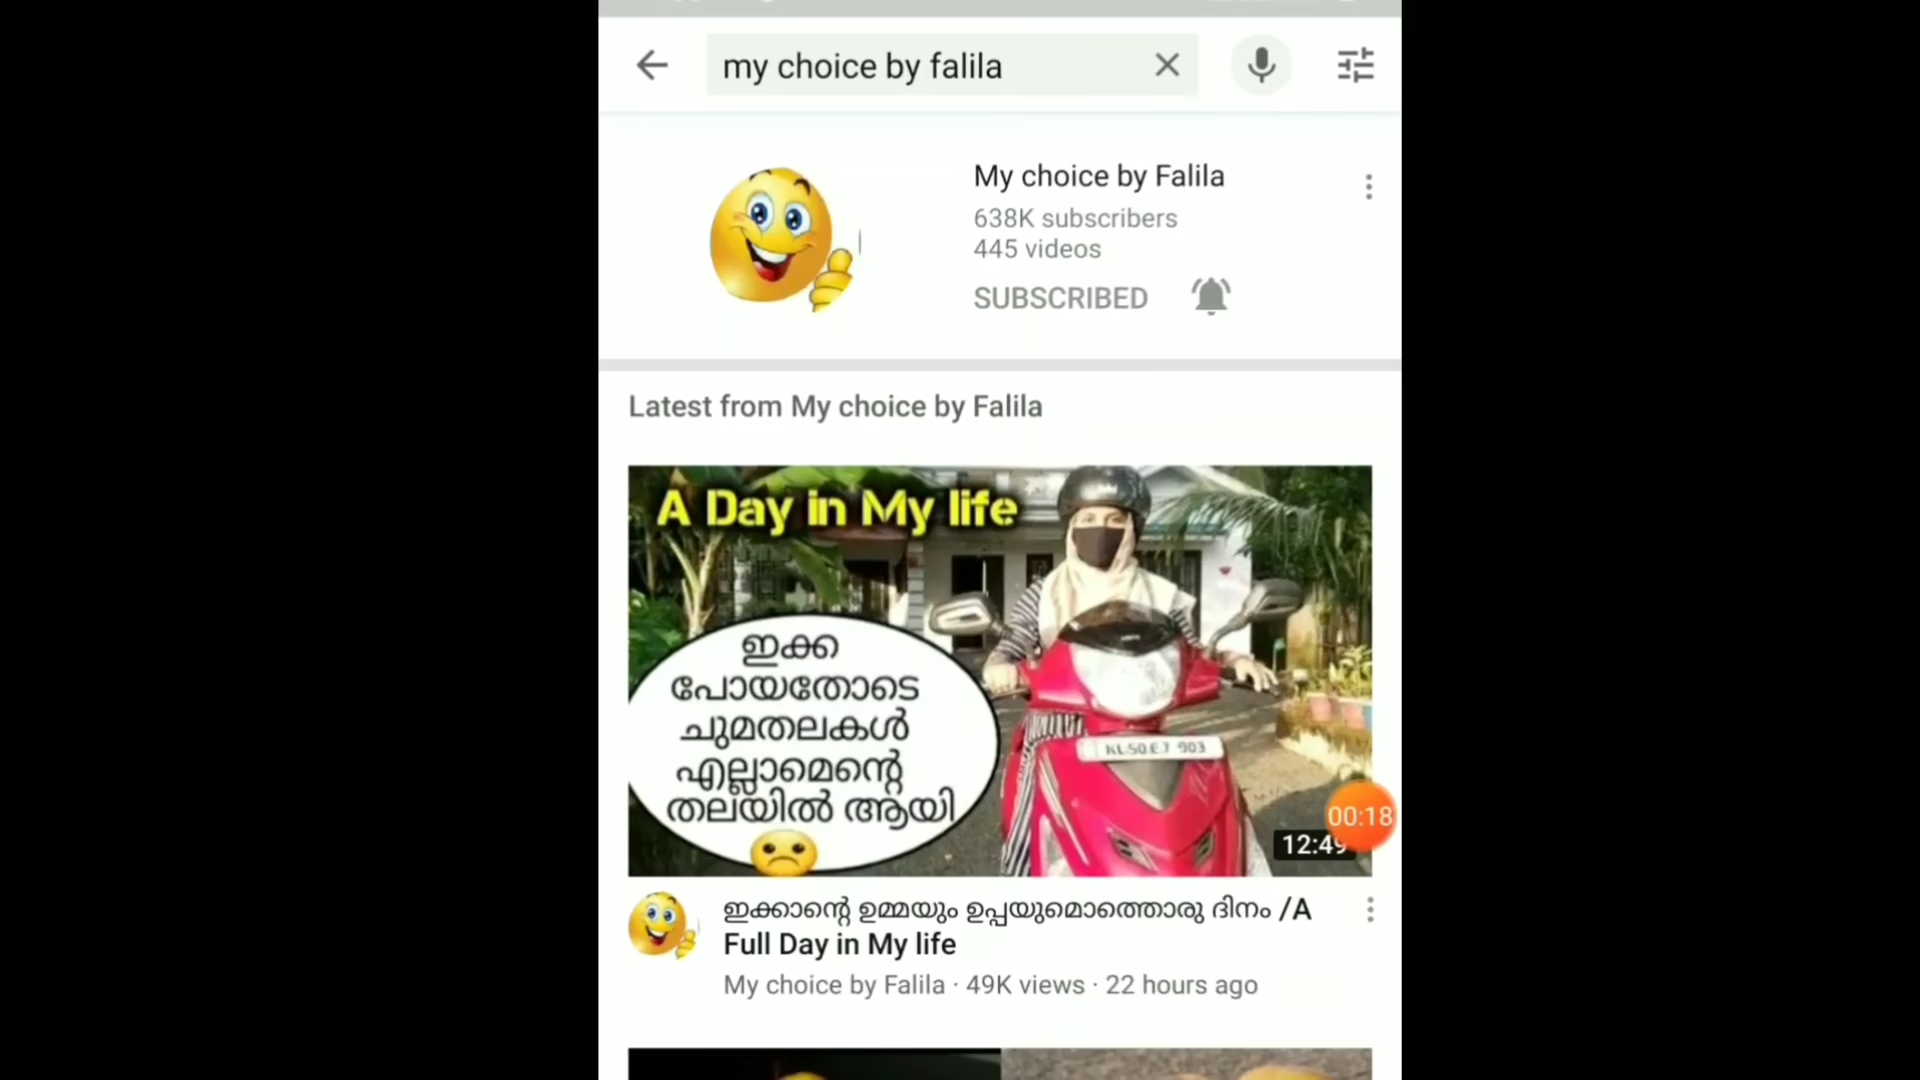 my choice by falila
My choice by Falila
638K subscribers
445 videos
SUBSCRIBED
Latest from My choice by Falila
A Day in My life
ഇക്ക
പോയതോടെ
ചുമതലകൾ
എല്ലാമെന്റെ
തലയിൽ ആയി
00:18
12:49
ഇക്കാന്റെ ഉമ്മയും ഉപ്പയുമൊത്തൊരു ദിനം /A
Full Day in My life
My choice by Falila · 49K views · 22 hours ago